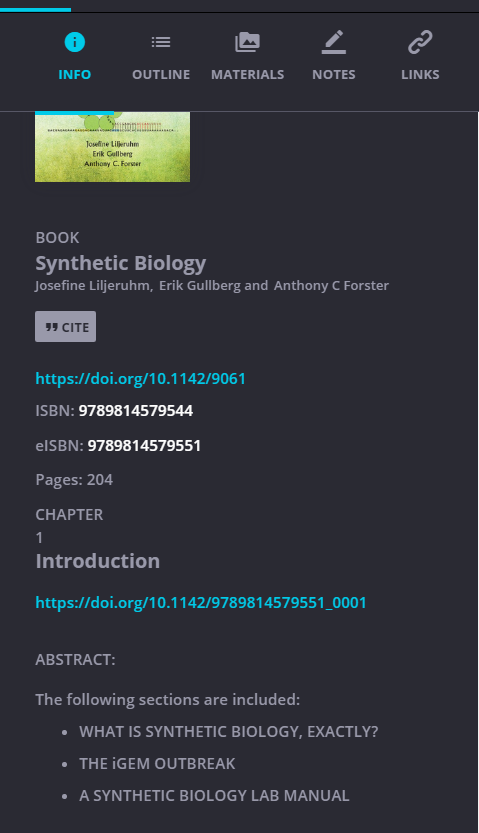 INFO
OUTLINE
MATERIALS
NOTES
LINKS
Josefine Liljeruhm
Erik Gullberg
Anthony C. Forster
BOOK
Synthetic Biology
Josefine Liljeruhm, Erik Gullberg and Anthony C Forster
CITE
https://doi.org/10.1142/9061
ISBN: 9789814579544
eISBN: 9789814579551
Pages: 204
CHAPTER
1
Introduction
https://doi.org/10.1142/9789814579551_0001
ABSTRACT:
The following sections are included:
• WHAT IS SYNTHETIC BIOLOGY, EXACTLY?
• THE iGEM OUTBREAK
• A SYNTHETIC BIOLOGY LAB MANUAL